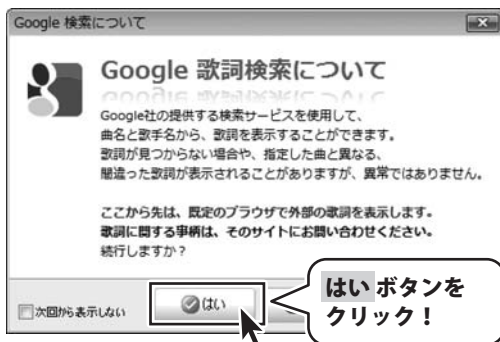 Google 検索について
Google 歌詞検索について
Google社の提供する検索サービスを使用して、
曲名と歌手名から、歌詞を表示することができます。
歌詞が見つからない場合や、指定した曲と異なる、
間違った歌詞が表示されることがありますが、異常ではありません。
ここから先は、既定のブラウザで外部の歌詞を表示します。
歌詞に関する事柄は、そのサイトにお問い合わせください。
続行しますか？
次回から表示しない
はい
はい ボタンを
クリック！